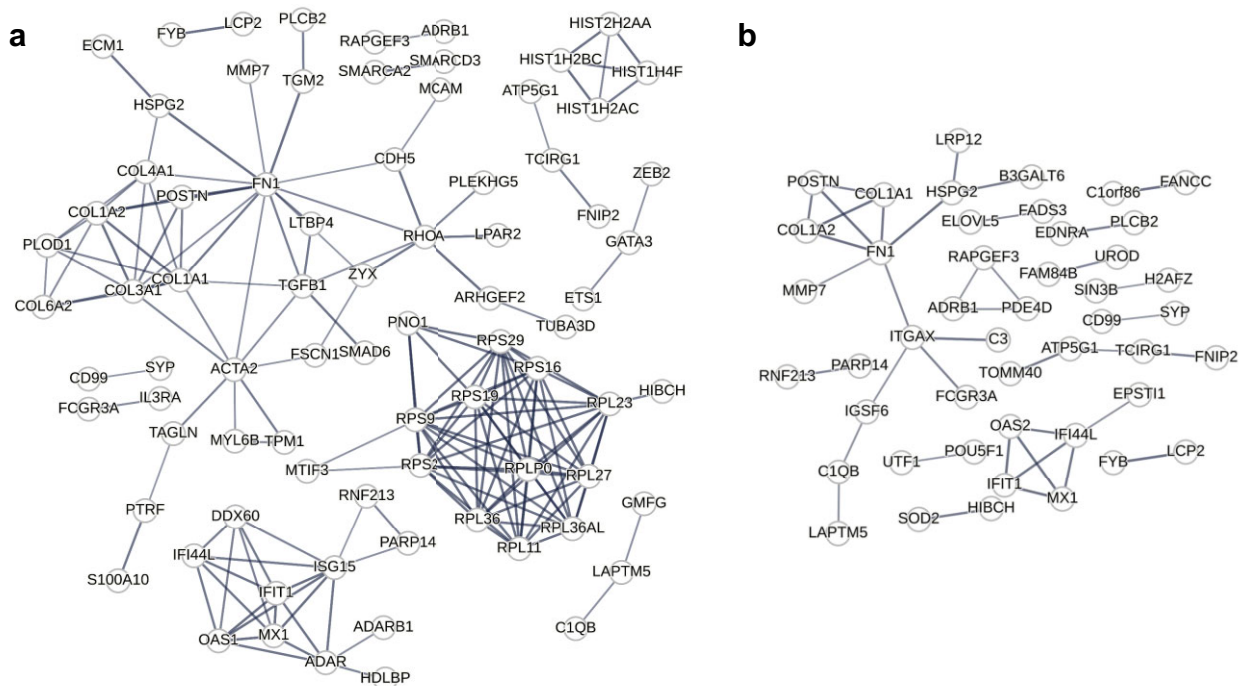 a
FYB
LCP2
PLCB2
ECM1
RAPGEF3
ADRB1
HIST2H2AA
MMP7
TGM2
SMARCA2
SMARCD3
HIST1H2BC
HIST1H4F
HSPG2
MCAM
ATP5G1
HIST1H2AC
COL4A1
CDH5
TCIRG1
ZEB2
POSTN
FN1
PLEKHG5
COL1A2
LTBP4
FNIP2
PLOD1
RHOA
LPAR2
GATA3
COL1A1
ZYX
COL3A1
TGFB1
COL6A2
ARHGEF2
ETS1
PNO1
TUBA3D
FSCN1
SMAD6
RPS29
SYP
ACTA2
RPS16
CD99
IL3RA
RPS19
HIBCH
FCGR3A
RPL23
RPS9
TAGLN
MYL6B
TPM1
MTIF3
RPS2
RPLP0
RPL27
RNF213
GMFG
PTRF
DDX60
RPL36
RPL36AL
IFI44L
PARP14
RPL11
S100A10
ISG15
LAPTM5
IFIT1
OAS1
MX1
ADARB1
C1QB
ADAR
HDLBP
b
LRP12
POSTN
COL1A1
HSPG2
B3GALT6
C1orf86
FANCC
COL1A2
ELOVL5
FADS3
EDNRA
PLCB2
FN1
RAPGEF3
FAM84B
UROD
MMP7
SIN3B
H2AFZ
ADRB1
PDE4D
CD99
SYP
ITGAX
C3
ATP5G1
TCIRG1
FNIP2
RNF213
PARP14
TOMM40
IGSF6
FCGR3A
EPSTI1
OAS2
IFI44L
C1QB
UTF1
POU5F1
FYB
LCP2
IFIT1
MX1
SOD2
HIBCH
LAPTM5